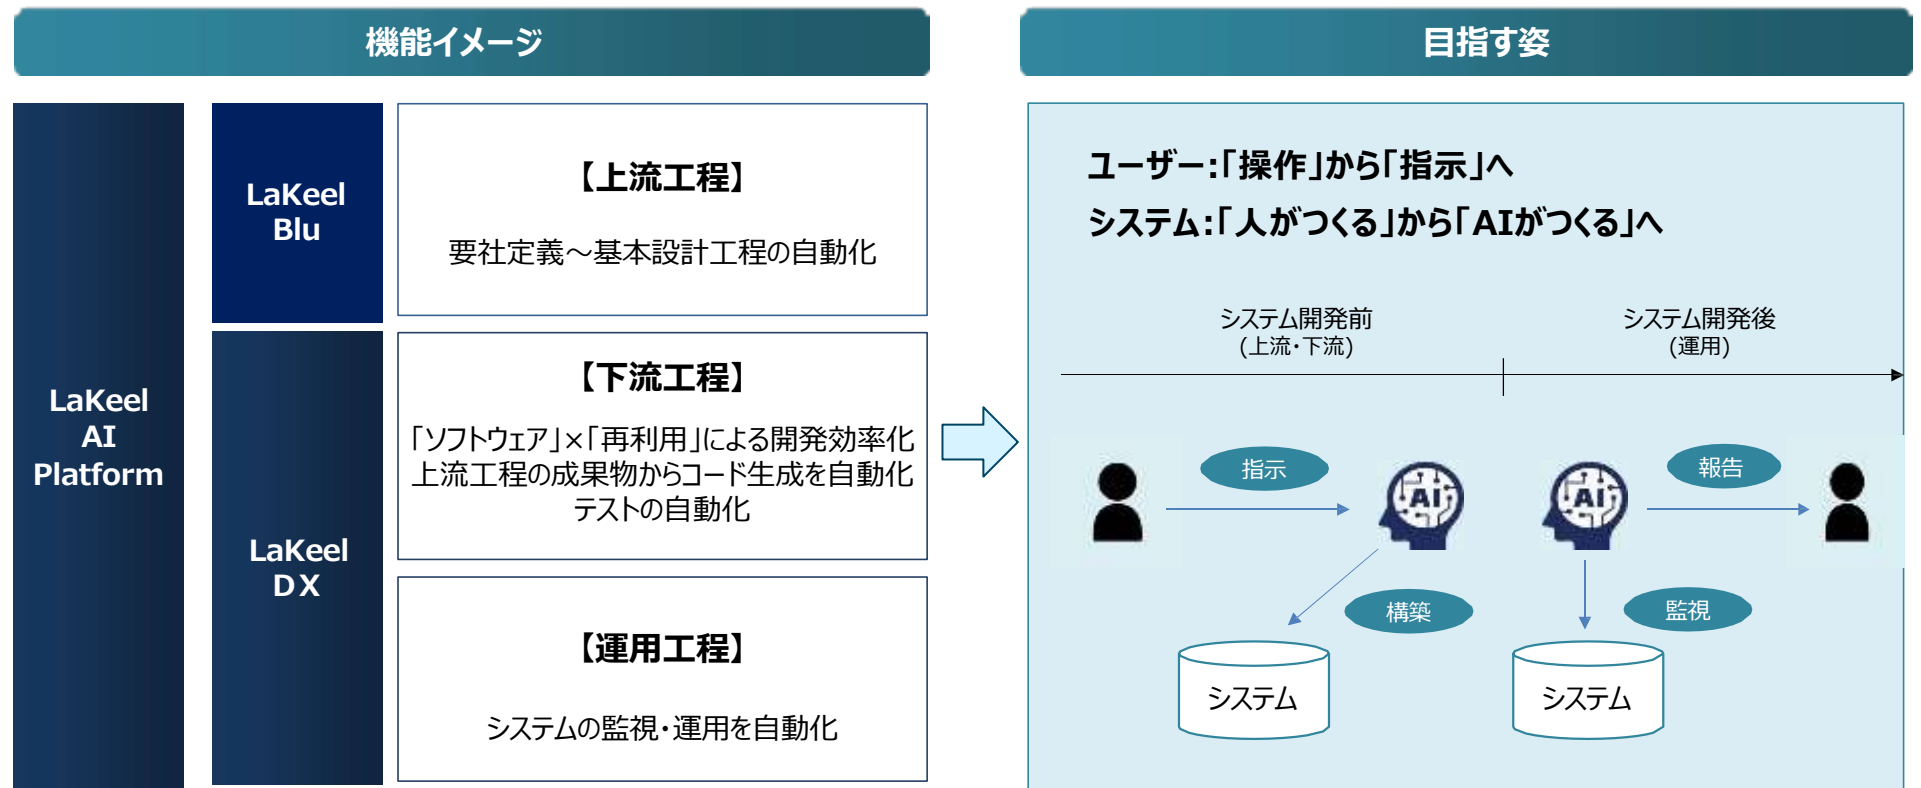 機能イメージ
目指す姿
LaKeel
AI
Platform
LaKeel
Blu
【上流工程】
要社定義～基本設計工程の自動化
LaKeel
DX
【下流工程】
「ソフトウェア」×「再利用」による開発効率化
上流工程の成果物からコード生成を自動化
テストの自動化
【運用工程】
システムの監視・運用を自動化
ユーザー:「操作」から「指示」へ
システム:「人がつくる」から「AIがつくる」へ
システム開発前
(上流・下流)
システム開発後
(運用)
指示
AI
AI
報告
構築
監視
システム
システム